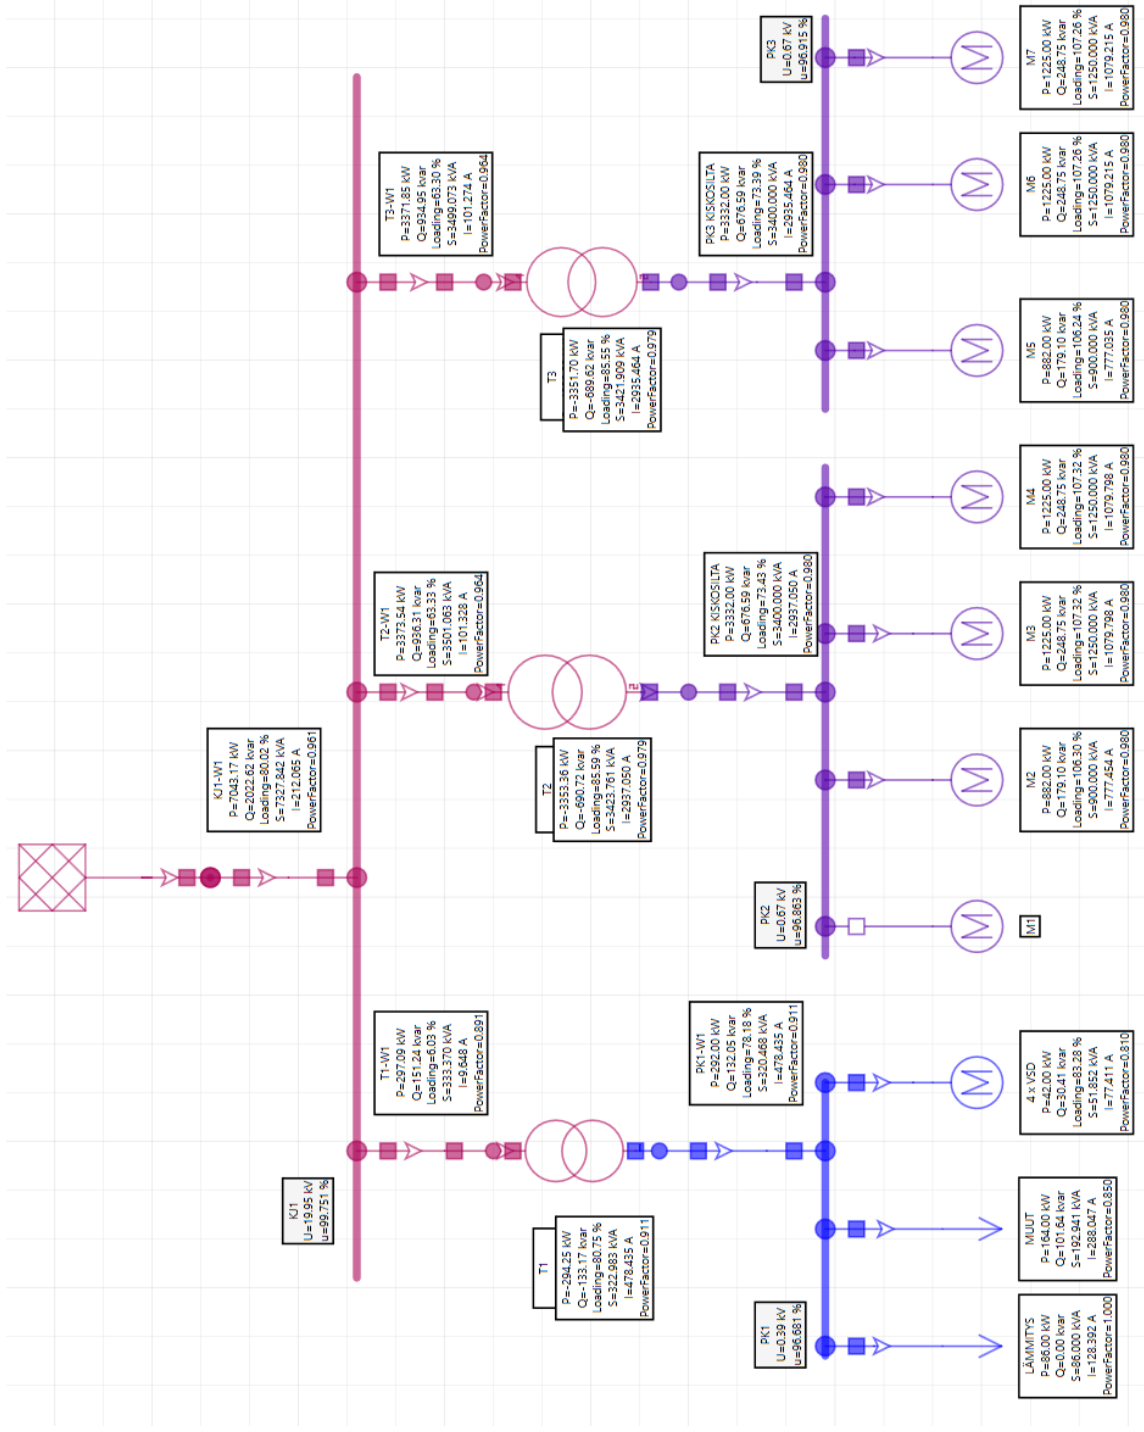 KJ1-W1
P=7043.17 kW
Q=2022.62 kvar
Loading=80.02 %
S=7327.842 kVA
I=212.065 A
PowerFactor=0.961
KJ1
U=19.95 kV
u=99.751 %
T1-W1
P=297.09 kW
Q=151.24 kvar
Loading=6.03 %
S=333.370 kVA
I=9.648 A
PowerFactor=0.891
T2-W1
P=3373.54 kW
Q=936.31 kvar
Loading=63.33 %
S=3501.063 kVA
I=101.328 A
PowerFactor=0.964
T3-W1
P=3371.85 kW
Q=934.95 kvar
Loading=63.30 %
S=3499.073 kVA
I=101.274 A
PowerFactor=0.964
T1
P=-294.25 kW
Q=-133.17 kvar
Loading=80.75 %
S=322.983 kVA
I=478.435 A
PowerFactor=0.911
T2
P=-3353.36 kW
Q=-690.72 kvar
Loading=85.59 %
S=3423.761 kVA
I=2937.050 A
PowerFactor=0.979
T3
P=-3351.70 kW
Q=-689.62 kvar
Loading=85.55 %
S=3421.909 kVA
I=2935.464 A
PowerFactor=0.979
PK1-W1
P=292.00 kW
Q=132.05 kvar
Loading=78.18 %
S=320.468 kVA
I=478.435 A
PowerFactor=0.911
PK2 KISKOSILTA
P=3332.00 kW
Q=676.59 kvar
Loading=73.43 %
S=3400.000 kVA
I=2937.050 A
PowerFactor=0.980
PK3 KISKOSILTA
P=3332.00 kW
Q=676.59 kvar
Loading=73.39 %
S=3400.000 kVA
I=2935.464 A
PowerFactor=0.980
PK1
U=0.39 kV
u=96.681 %
PK2
U=0.67 kV
u=96.863 %
PK3
U=0.67 kV
u=96.915 %
M
M
M
M
M
M
M
M
LÄMMITYS
P=86.00 kW
Q=0.00 kvar
S=86.000 kVA
I=128.392 A
PowerFactor=1.000
MUUT
P=164.00 kW
Q=101.64 kvar
S=192.941 kVA
I=288.047 A
PowerFactor=0.850
4 x VSD
P=42.00 kW
Q=30.41 kvar
Loading=83.28 %
S=51.852 kVA
I=77.411 A
PowerFactor=0.810
M1
M2
P=882.00 kW
Q=179.10 kvar
Loading=106.30 %
S=900.000 kVA
I=777.454 A
PowerFactor=0.980
M3
P=1225.00 kW
Q=248.75 kvar
Loading=107.32 %
S=1250.000 kVA
I=1079.798 A
PowerFactor=0.980
M4
P=1225.00 kW
Q=248.75 kvar
Loading=107.32 %
S=1250.000 kVA
I=1079.798 A
PowerFactor=0.980
M5
P=882.00 kW
Q=179.10 kvar
Loading=106.24 %
S=900.000 kVA
I=777.035 A
PowerFactor=0.980
M6
P=1225.00 kW
Q=248.75 kvar
Loading=107.26 %
S=1250.000 kVA
I=1079.215 A
PowerFactor=0.980
M7
P=1225.00 kW
Q=248.75 kvar
Loading=107.26 %
S=1250.000 kVA
I=1079.215 A
PowerFactor=0.980